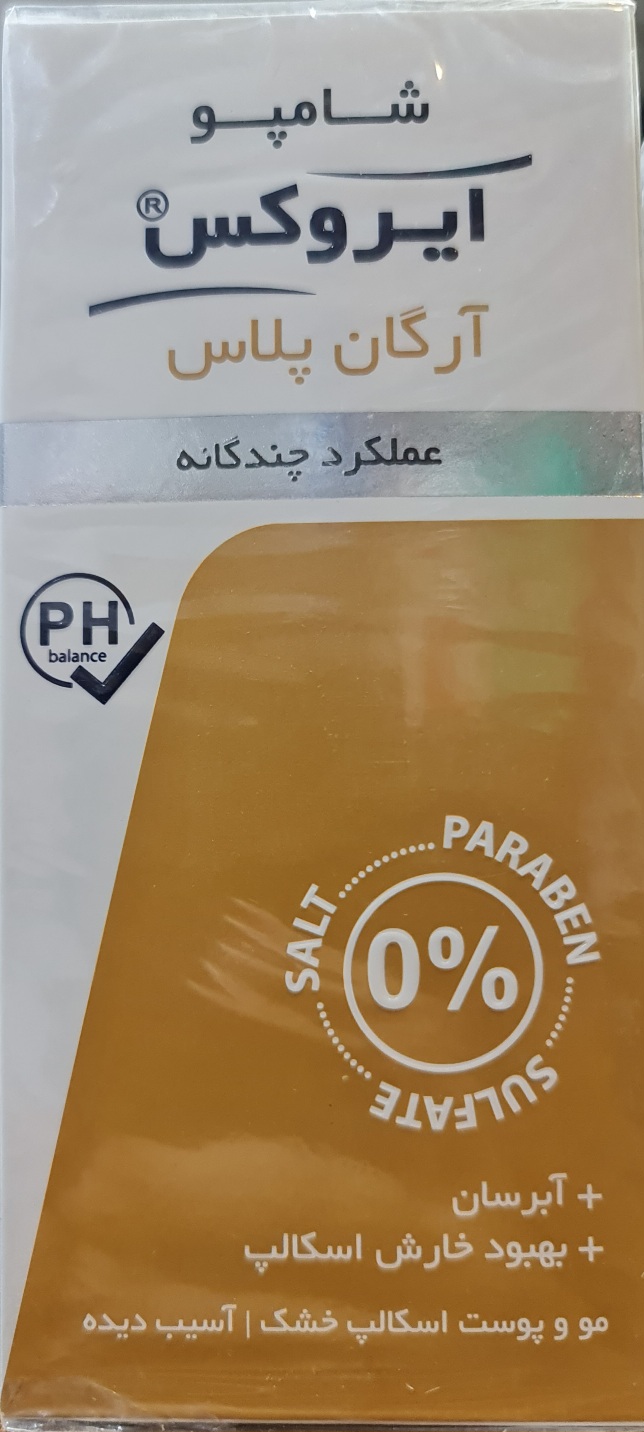 شامپو
ایروکس®
آرگان پلاس
عملکرد چندگانه
PH
balance
PARABEN
SALT
0%
SULFATE
+ آبرسان
+ بهبود خارش اسکالپ
مو و پوست اسکالپ خشک | آسیب دیده